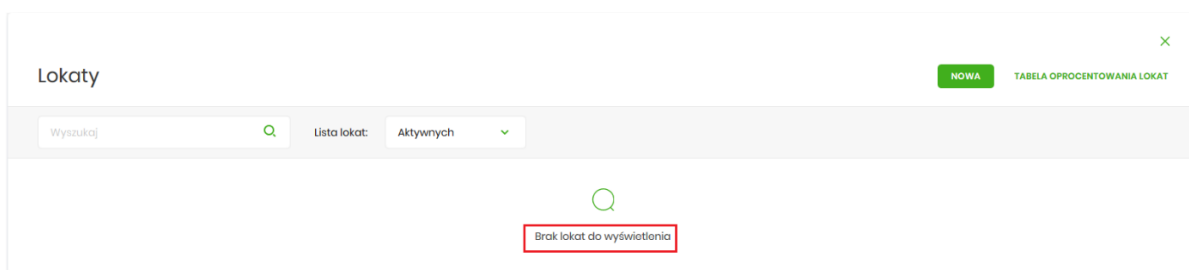 Lokaty
NOWA
TABELA OPROCENTOWANIA LOKAT
Wyszukaj
Lista lokat:
Aktywnych
Brak lokat do wyświetlenia